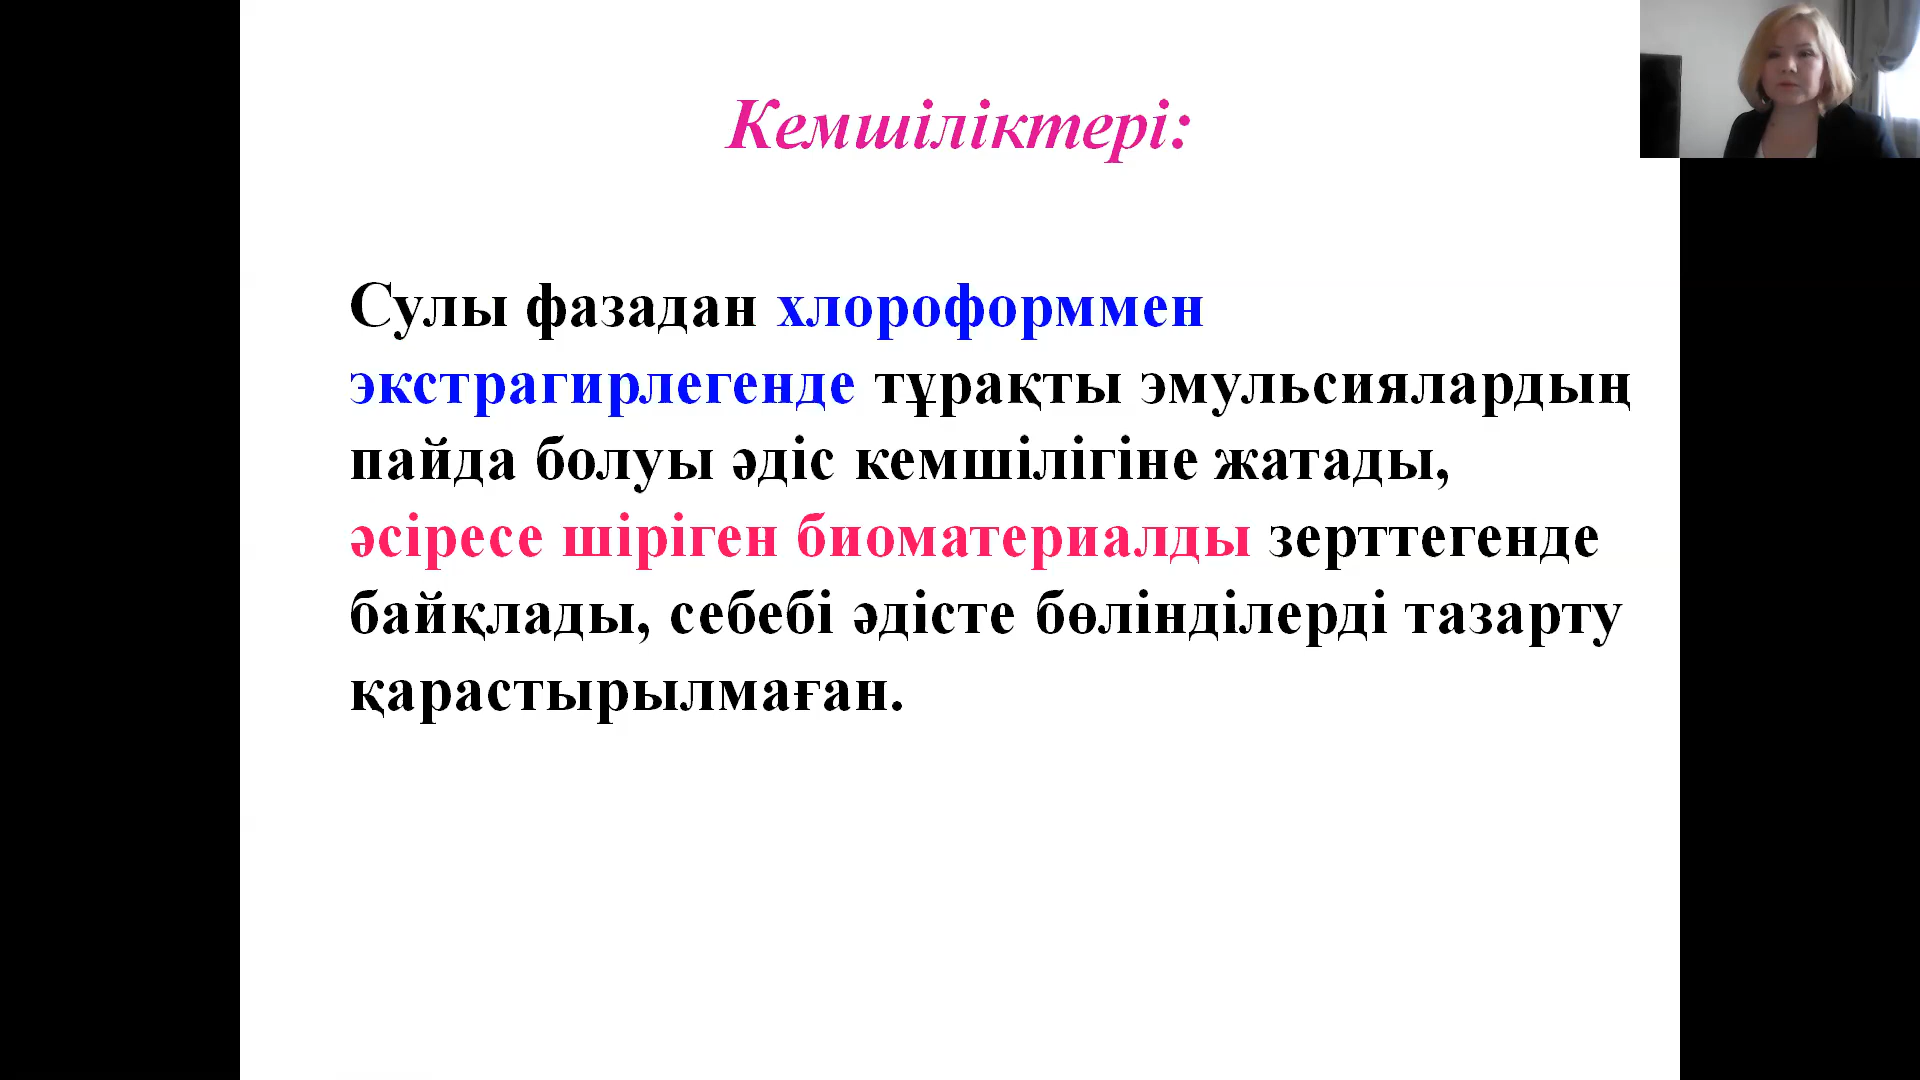 Кемшіліктері:
Сулы фазадан хлороформмен
экстрагирлегенде тұрақты эмульсиялардың
пайда болуы әдіс кемшілігіне жатады,
әсіресе шіріген биоматериалды зерттегенде
байқлады, себебі әдісте бөлінділерді тазарту
қарастырылмаған.